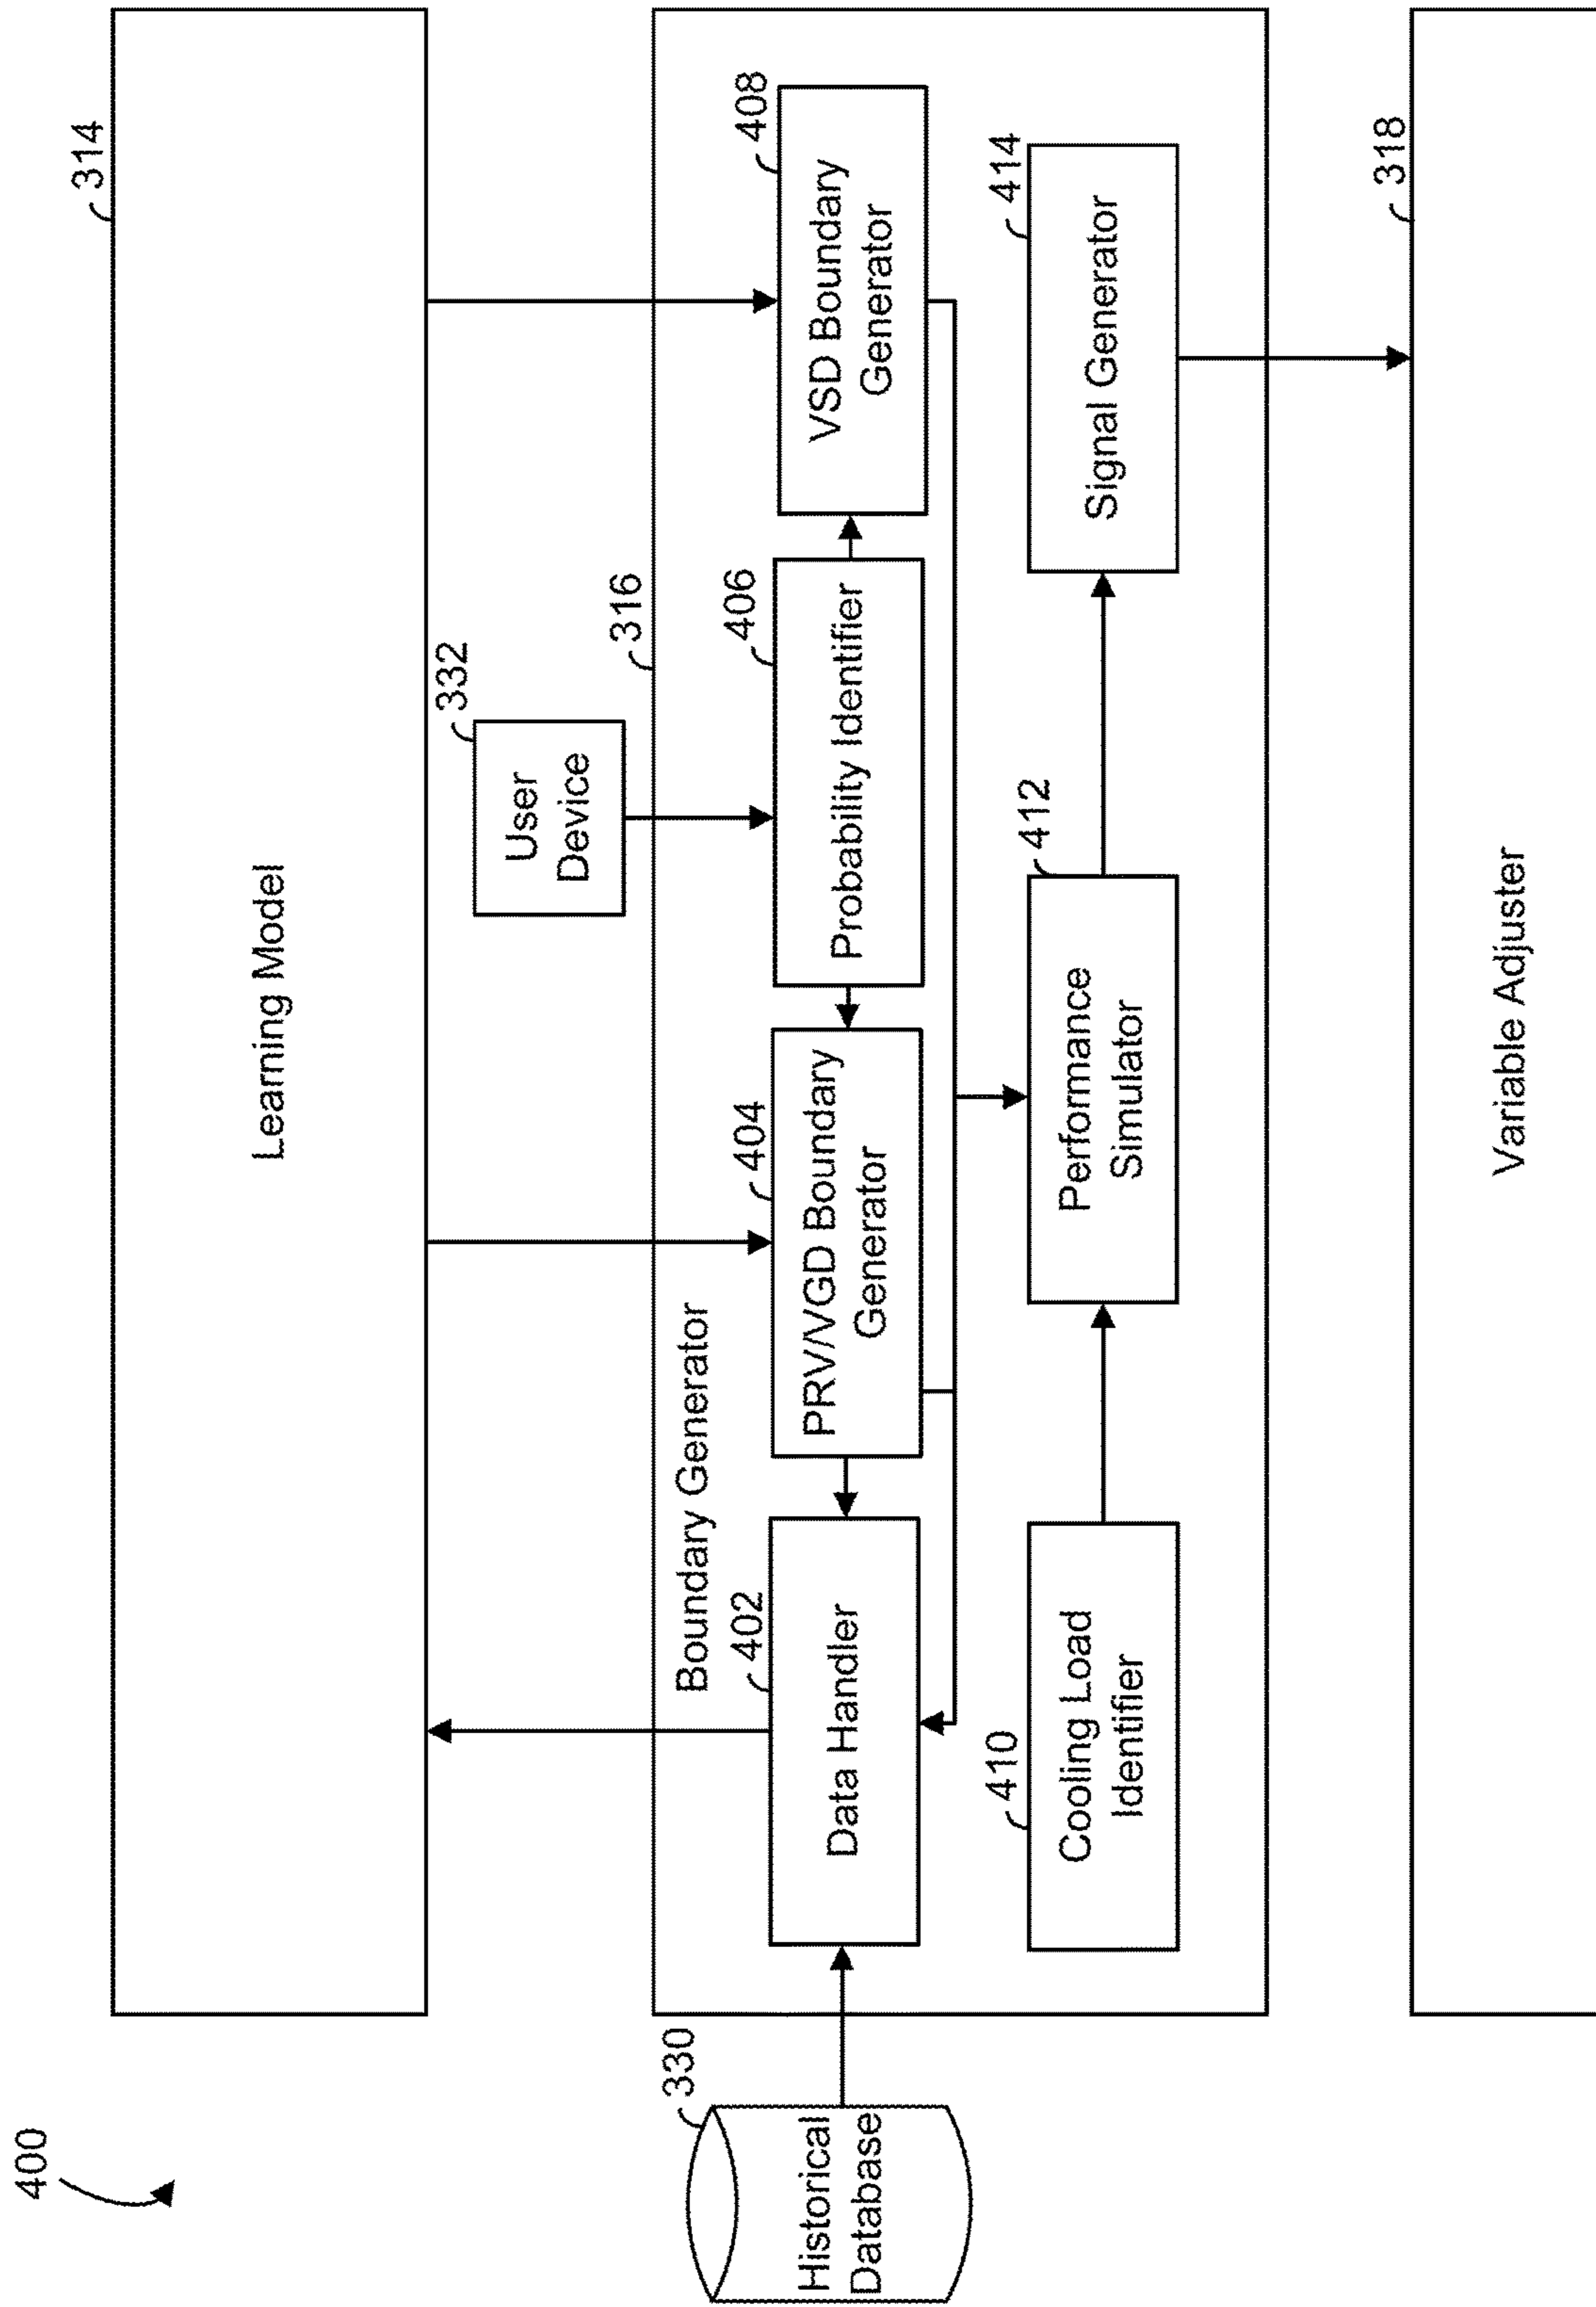 400
314
Learning Model
332
User
Device
316
Boundary Generator
330
Historical
Database
402
Data Handler
404
PRV/VGD Boundary
Generator
406
Probability Identifier
408
VSD Boundary
Generator
410
Cooling Load
Identifier
412
Performance
Simulator
414
Signal Generator
318
Variable Adjuster